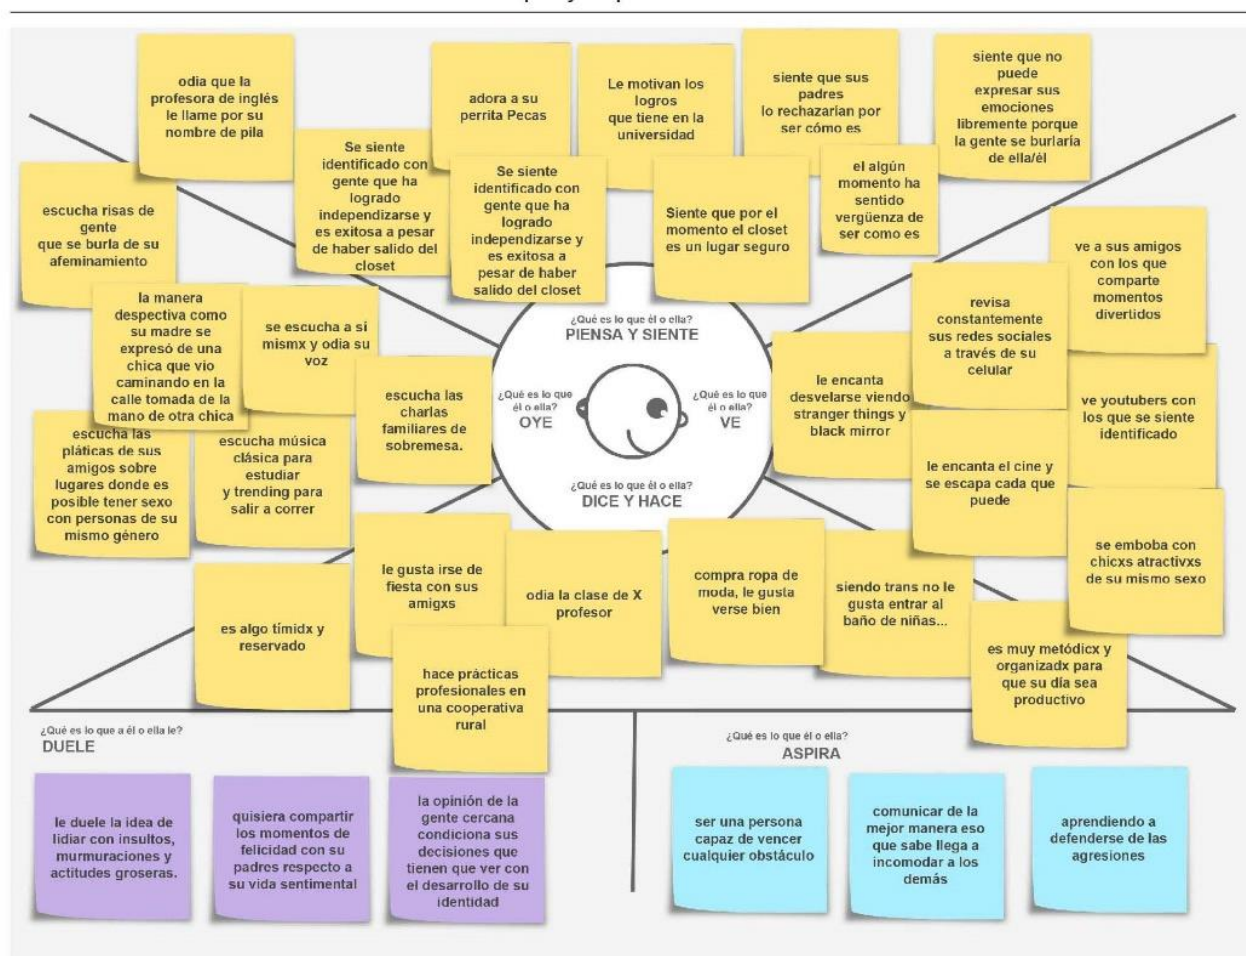 odia que la
profesora de inglés
le llame por su
nombre de pila
adora a su
perrita Pecas
Le motivan los
logros
que tiene en la
universidad
siente que sus
padres
lo rechazarían por
ser cómo es
siente que no
puede
expresar sus
emociones
libremente porque
la gente se burlaría
de ella/él
Se siente
identificado con
gente que ha
logrado
independizarse y
es exitosa a pesar
de haber salido del
closet
Se siente
identificado con
gente que ha
logrado
independizarse y
es exitosa a
pesar de haber
salido del closet
Siente que por el
momento el closet
es un lugar seguro
el algún
momento ha
sentido
vergüenza de
ser como es
escucha risas de
gente
que se burla de su
afeminamiento
la manera
despectiva como
su madre se
expresó de una
chica que vio
caminando en la
calle tomada de la
mano de otra chica
se escucha a si
mismx y odia su
voz
escucha las
charlas
familiares de
sobremesa.
escucha las
pláticas de sus
amigos sobre
lugares donde es
posible tener sexo
con personas de su
mismo género
escucha música
clásica para
estudiar
y trending para
salir a correr
¿Qué es lo que él o ella?
PIENSA Y SIENTE
¿Qué es lo que
él o ella?
OYE
¿Qué es lo que
él o ella?
VE
¿Qué es lo que él o ella?
DICE Y HACE
ve a sus amigos
con los que
comparte
momentos
divertidos
revisa
constantemente
sus redes sociales
a través de su
celular
le encanta
desvelarse viendo
stranger things y
black mirror
ve youtubers con
los que se siente
identificado
le encanta el cine y
se escapa cada que
puede
se emboba con
chicxs atractivxs
de su mismo sexo
es algo tímidx y
reservado
le gusta irse de
fiesta con sus
amigxs
odia la clase de X
profesor
compra ropa de
moda, le gusta
verse bien
siendo trans no le
gusta entrar al
baño de niñas...
es muy metódicx y
organizadx para
que su día sea
productivo
hace prácticas
profesionales en
una cooperativa
rural
¿Qué es lo que a él o ella le?
DUELE
le duele la idea de
lidiar con insultos,
murmuraciones y
actitudes groseras.
quisiera compartir
los momentos de
felicidad con su
padres respecto a
su vida sentimental
la opinión de la
gente cercana
condiciona sus
decisiones que
tienen que ver con
el desarrollo de su
identidad
¿Qué es lo que él o ella?
ASPIRA
ser una persona
capaz de vencer
cualquier obstáculo
comunicar de la
mejor manera eso
que sabe llega a
incomodar a los
demás
aprendiendo a
defenderse de las
agresiones